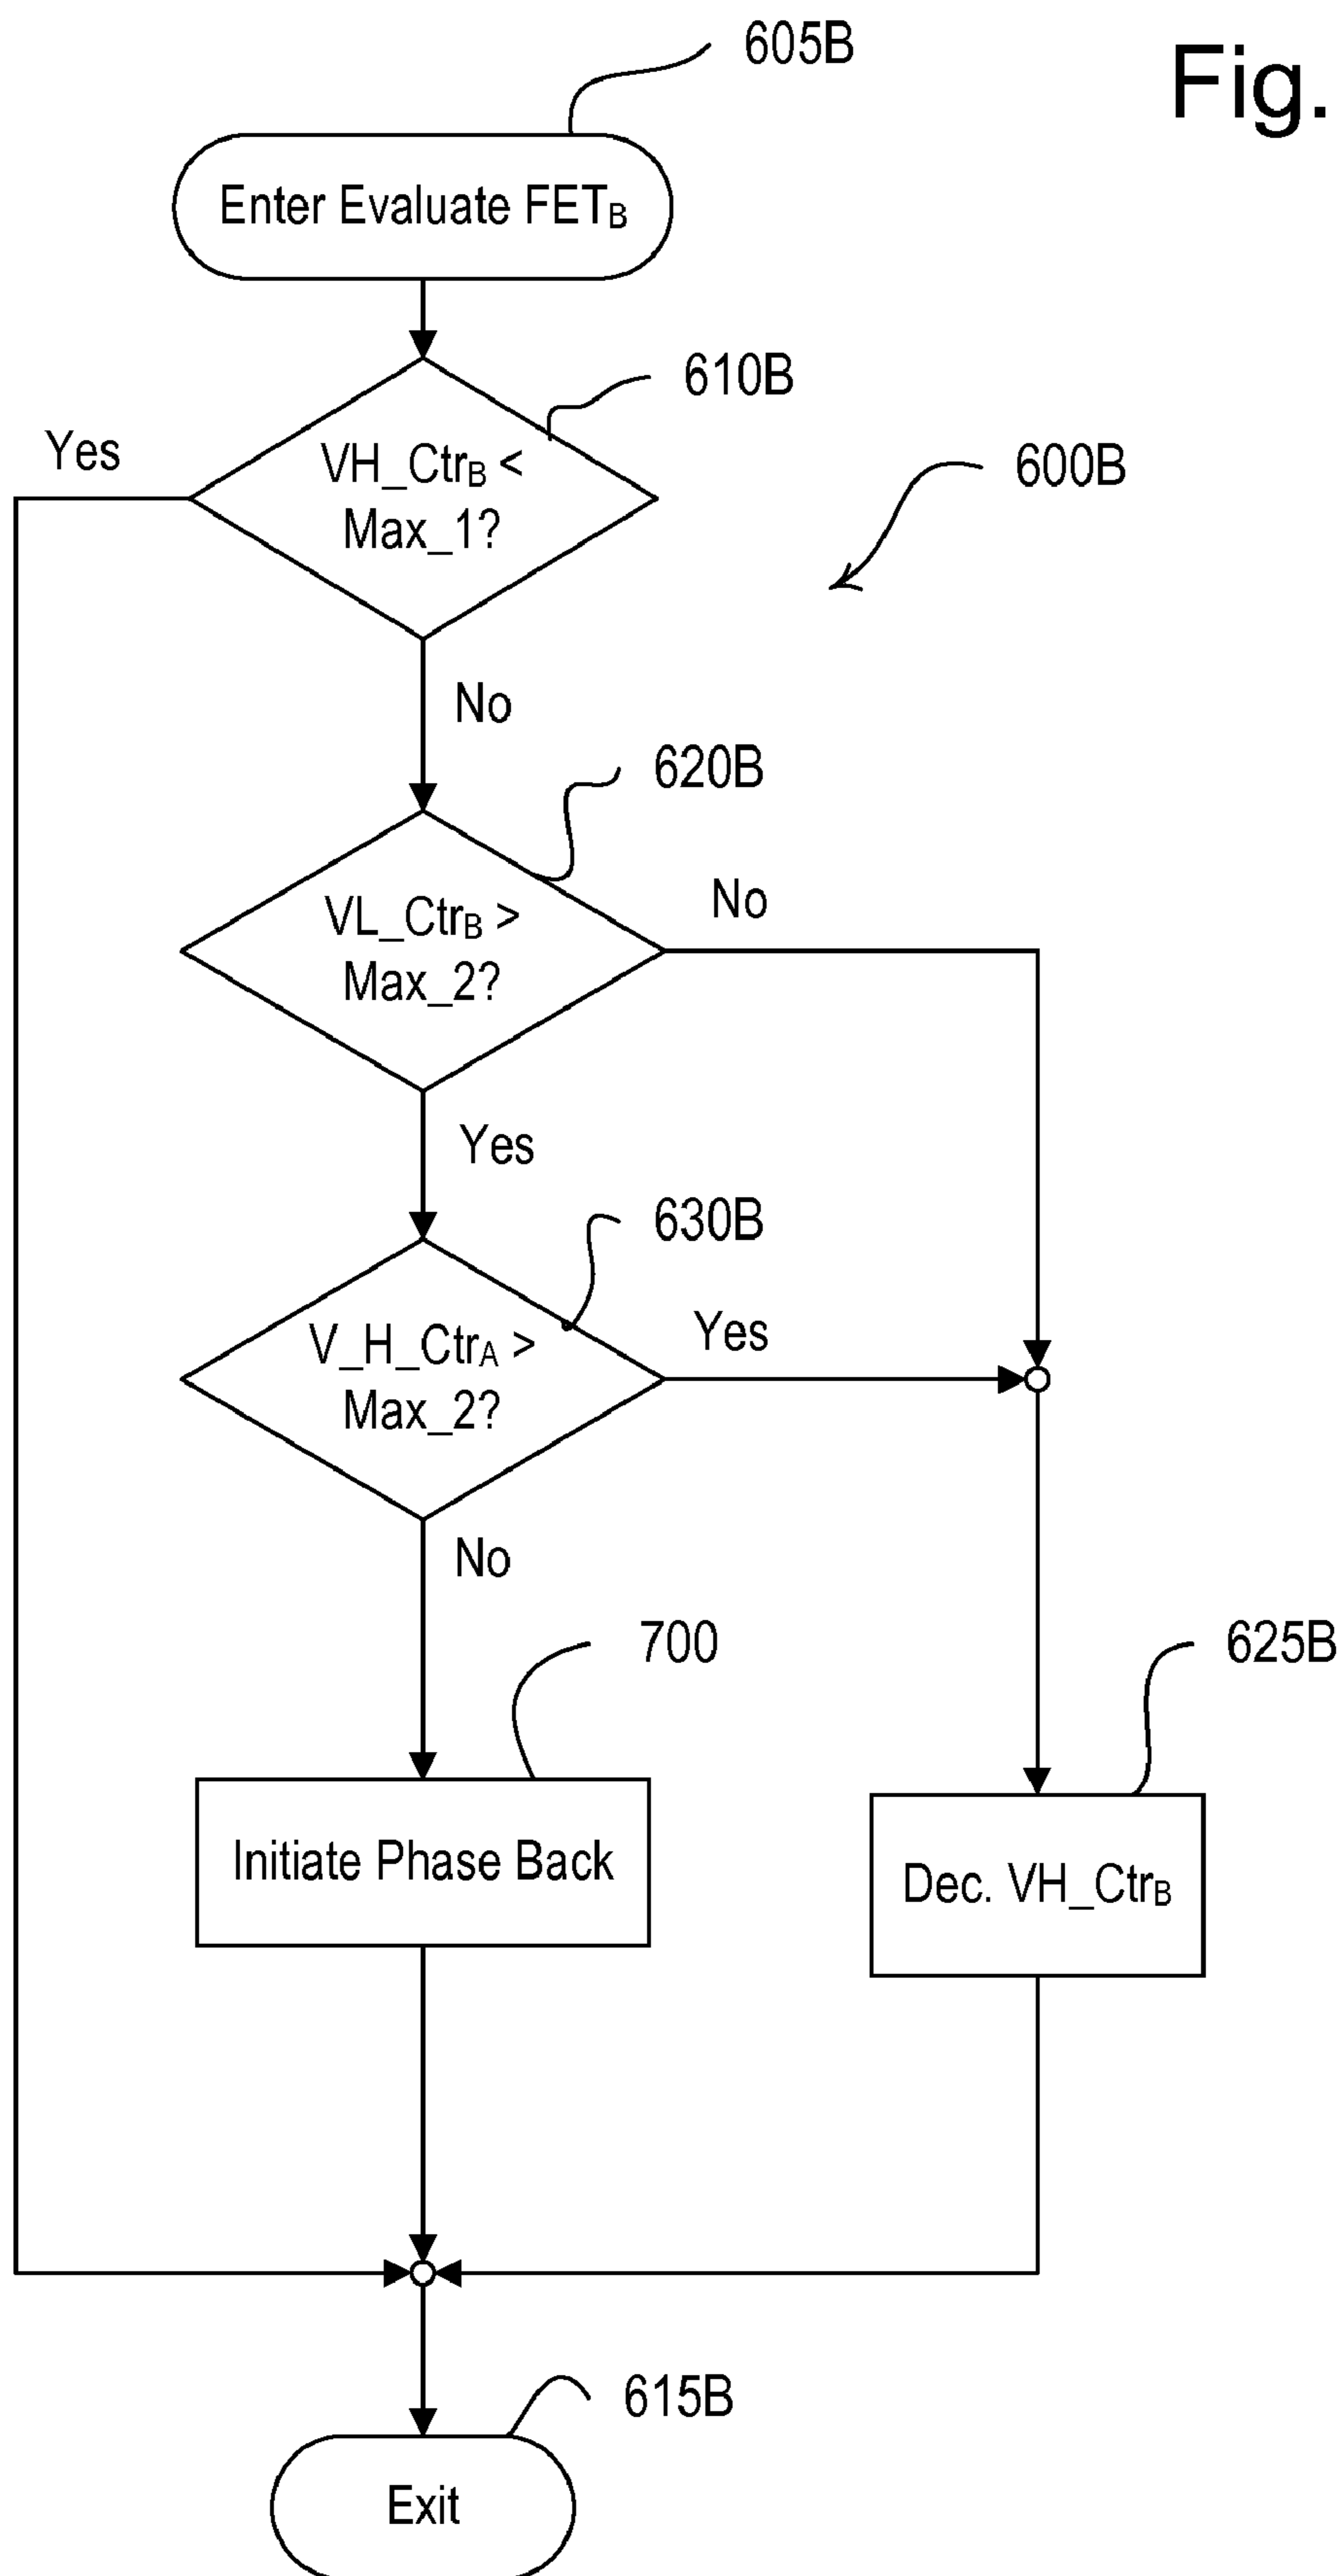 605B
Fig.
Enter Evaluate FETB
610B
Yes
VH_CtrB <
Max_1?
600B
No
620B
VL_CtrB >
Max_2?
No
Yes
630B
V_H_CtrA >
Max_2?
Yes
No
700
625B
Initiate Phase Back
Dec. VH_CtrB
615B
Exit